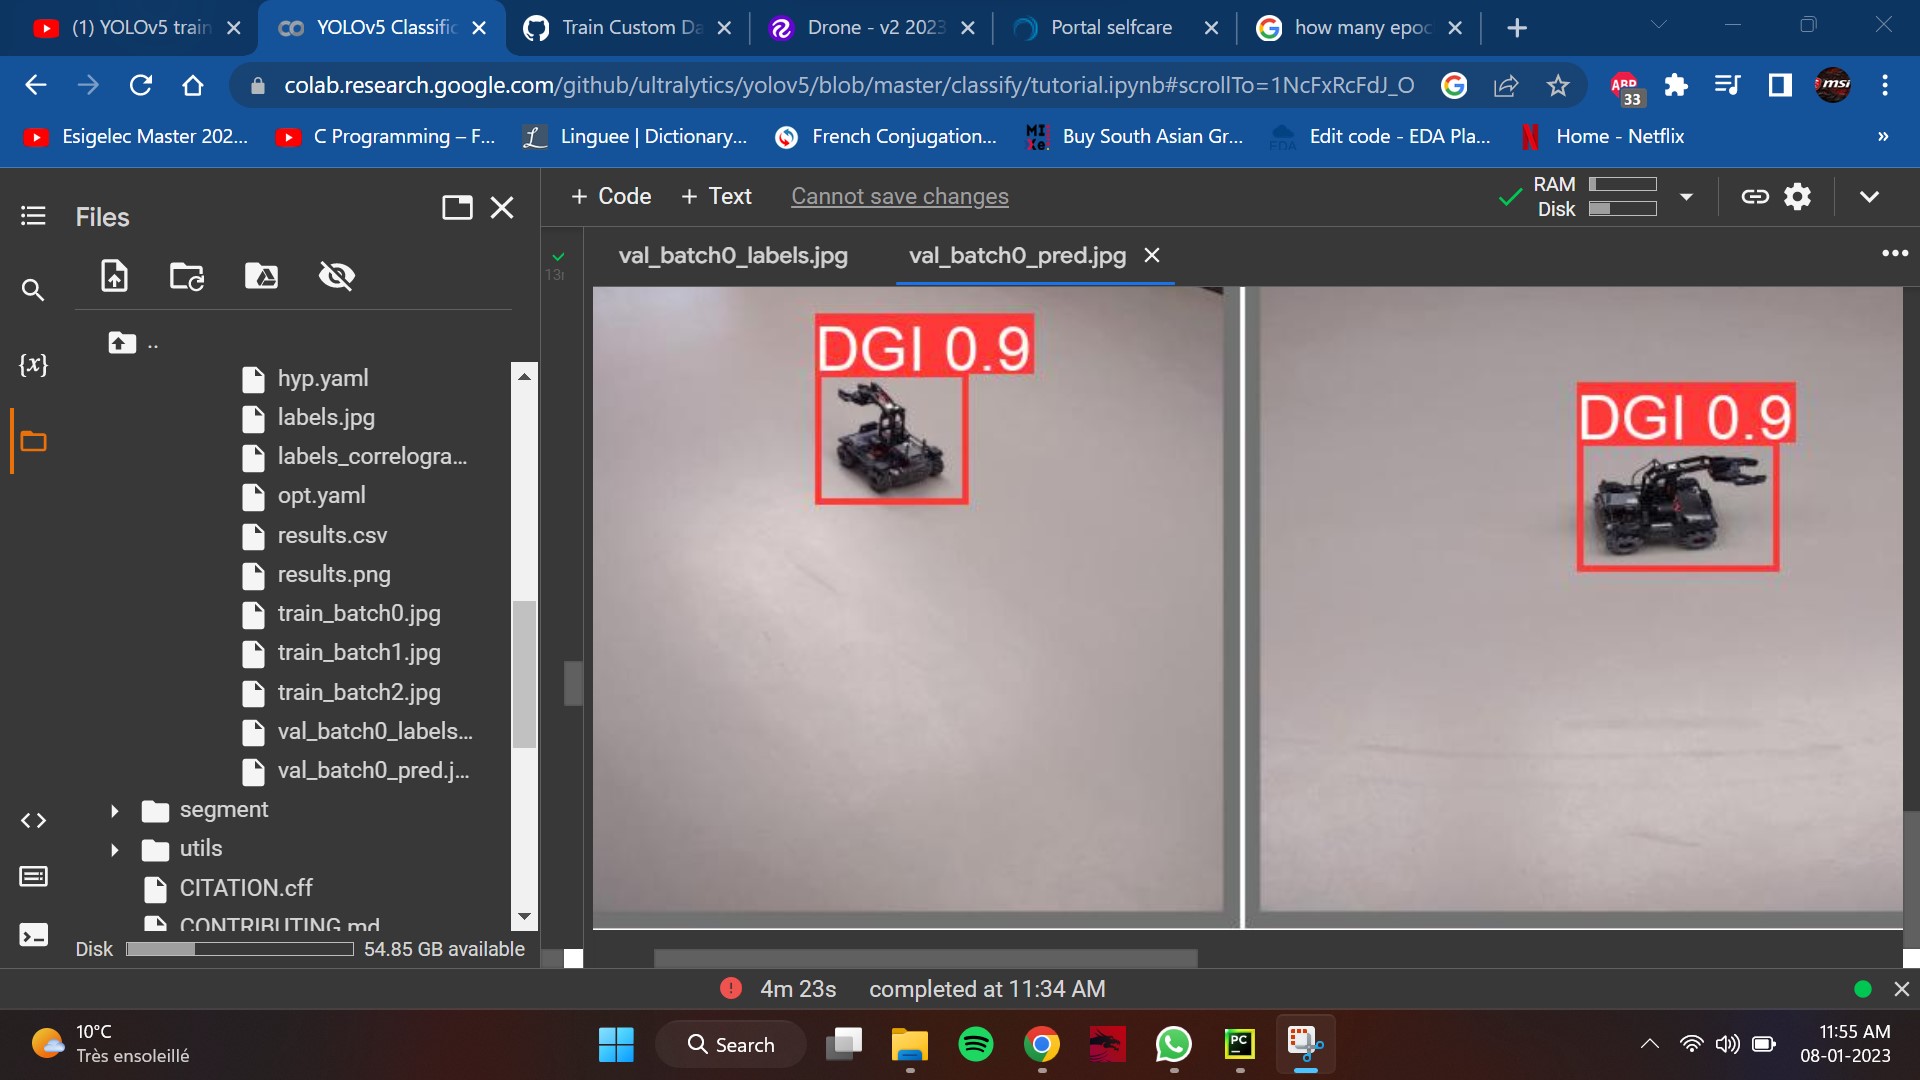 (1) YOLOv5 train
YOLOv5 Classific
Train Custom Da
Drone - v2 2023
Portal selfcare
how many epoc
colab.research.google.com/github/ultralytics/yolov5/blob/master/classify/tutorial.ipynb#scrollTo=1NcFxRcFdJ_O
ABP
33
msi
Esigelec Master 202...
C Programming – F...
Linguee | Dictionary...
French Conjugation...
Buy South Asian Gr...
EDA
Edit code - EDA Pla...
Home - Netflix
»
Files
+ Code
+ Text
Cannot save changes
RAM
Disk
val_batch0_labels.jpg
val_batch0_pred.jpg
{x}
..
hyp.yaml
labels.jpg
labels_correlogra...
opt.yaml
results.csv
results.png
train_batch0.jpg
train_batch1.jpg
train_batch2.jpg
val_batch0_labels...
val_batch0_pred.j...
segment
utils
CITATION.cff
CONTRIBUTING.md
Disk
54.85 GB available
DGI 0.9
DGI 0.9
4m 23s
completed at 11:34 AM
10°C
Très ensoleillé
Search
PC
11:55 AM
08-01-2023